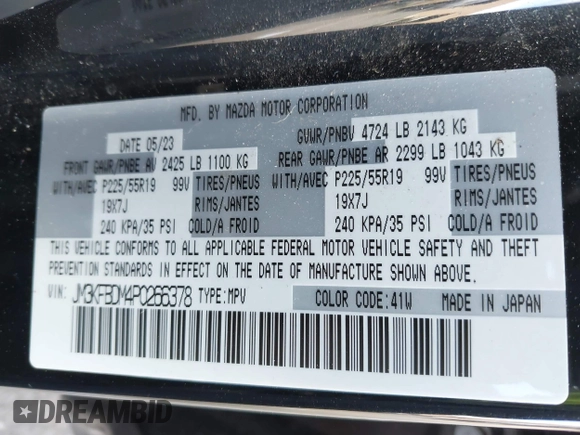 MFD. BY MAZDA MOTOR CORPORATION
DATE 05/23 GVWR/PNBV 4724 LB 2143 KG
FRONT GAWR/PNBE AV 2425 LB 1100 KG REAR GAWR/PNBE AR 2299 LB 1043 KG
WITH/AVEC P225/55R19 99V TIRES/PNEUS WITH/AVEC P225/55R19 99V TIRES/PNEUS
19X7J RIMS/JANTES 19X7J RIMS/JANTES
240 KPA/35 PSI COLD/A FROID 240 KPA/35 PSI COLD/A FROID
THIS VEHICLE CONFORMS TO ALL APPLICABLE FEDERAL MOTOR VEHICLE SAFETY AND THEFT
PREVENTION STANDARDS IN EFFECT ON THE DATE OF MANUFACTURE SHOWN ABOVE.
VIN: JM3KFBDM4P0266378 TYPE:MPV COLOR CODE:41W MADE IN JAPAN
DREAMBID